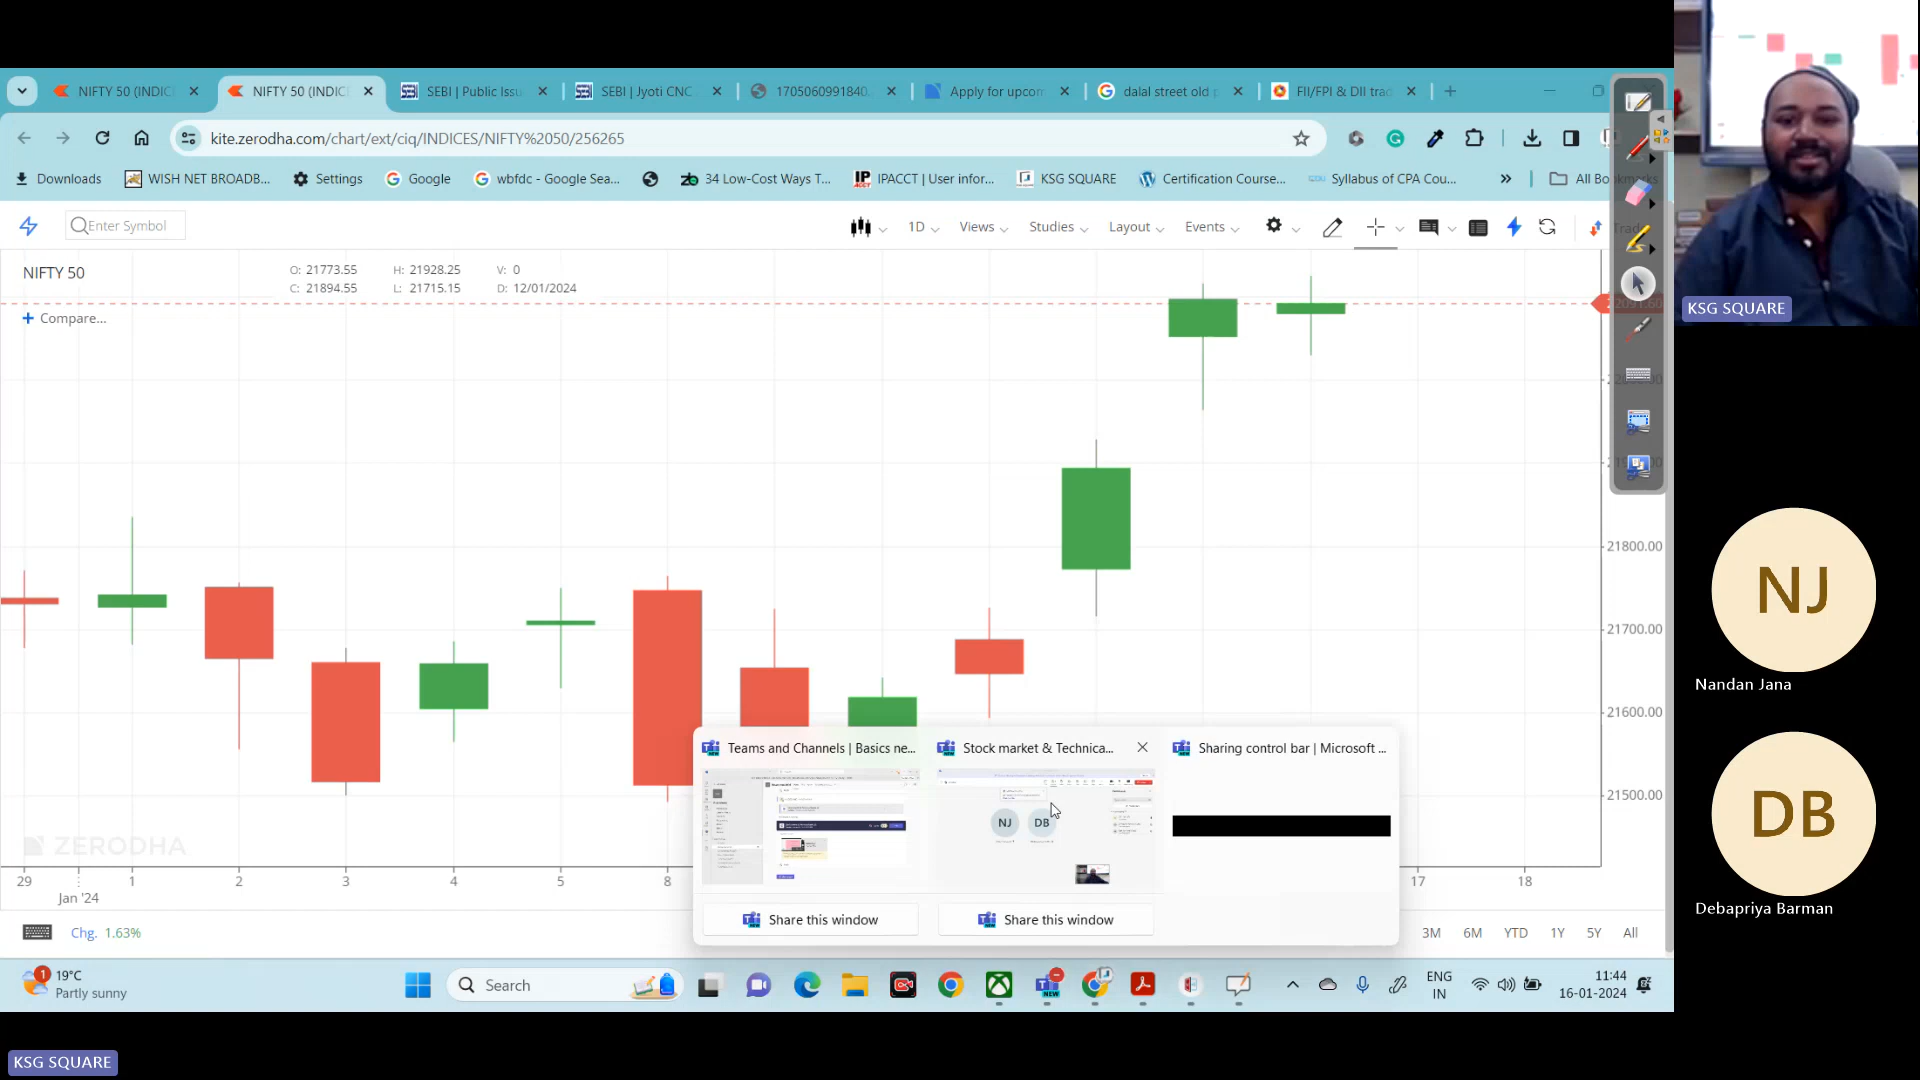 NIFTY 50 (INDIC
NIFTY 50 (INDIC
SEBI | Public Issu
SEBI | Jyoti CNC
1705060991840.
Apply for upcom
dalal street old p
FII/FPI & DII trad
kite.zerodha.com/chart/ext/ciq/INDICES/NIFTY%2050/256265
Downloads
WISH NET BROADB...
Settings
Google
wbfdc - Google Sea...
34 Low-Cost Ways T...
IPACCT | User infor...
KSG SQUARE
Certification Course...
Syllabus of CPA Cou...
»
All Bookmarks
Enter Symbol
1D
Views
Studies
Layout
Events
NIFTY 50
O: 21773.55
H: 21928.25
V: 0
C: 21894.55
L: 21715.15
D: 12/01/2024
+ Compare...
KSG SQUARE
21800.00
21700.00
21600.00
21500.00
NJ
Nandan Jana
DB
Debapriya Barman
Teams and Channels | Basics ne...
Stock market & Technica...
Sharing control bar | Microsoft ...
NJ
DB
Share this window
Share this window
ZERODHA
29
1
2
3
4
5
8
17
18
Jan '24
Chg. 1.63%
3M
6M
YTD
1Y
5Y
All
1
19°C
Partly sunny
Search
NEW
ENG
IN
11:44
16-01-2024
KSG SQUARE